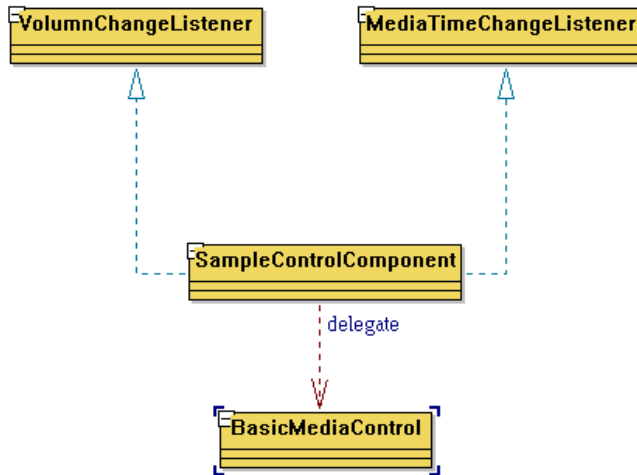 VolumnChangeListener
MediaTimeChangeListener
SampleControlComponent
delegate
BasicMediaControl